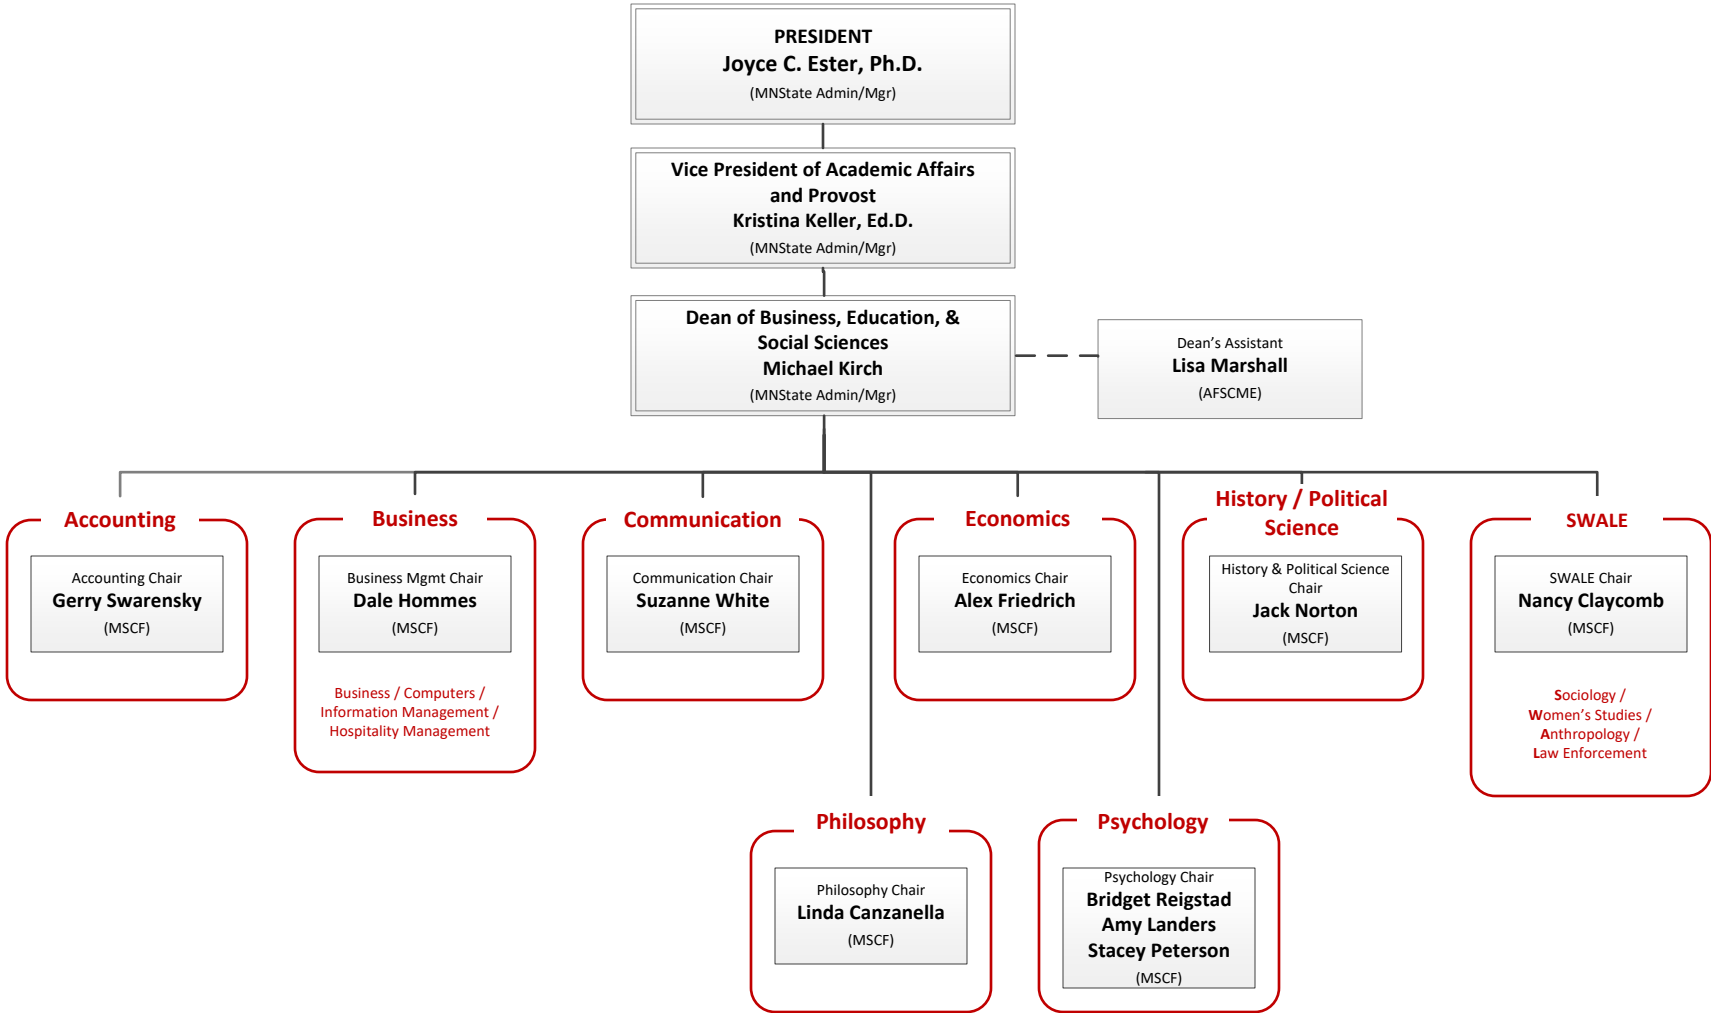 PRESIDENT
Joyce C. Ester, Ph.D.
(MNState Admin/Mgr)
Vice President of Academic Affairs
and Provost
Kristina Keller, Ed.D.
(MNState Admin/Mgr)
Dean of Business, Education, &
Social Sciences
Michael Kirch
(MNState Admin/Mgr)
Dean’s Assistant
Lisa Marshall
(AFSCME)
Accounting
Accounting Chair
Gerry Swarensky
(MSCF)
Business
Business Mgmt Chair
Dale Hommes
(MSCF)
Business / Computers /
Information Management /
Hospitality Management
Communication
Communication Chair
Suzanne White
(MSCF)
Economics
Economics Chair
Alex Friedrich
(MSCF)
History / Political
Science
History & Political Science
Chair
Jack Norton
(MSCF)
SWALE
SWALE Chair
Nancy Claycomb
(MSCF)
Sociology /
Women’s Studies /
Anthropology /
Law Enforcement
Philosophy
Philosophy Chair
Linda Canzanella
(MSCF)
Psychology
Psychology Chair
Bridget Reigstad
Amy Landers
Stacey Peterson
(MSCF)